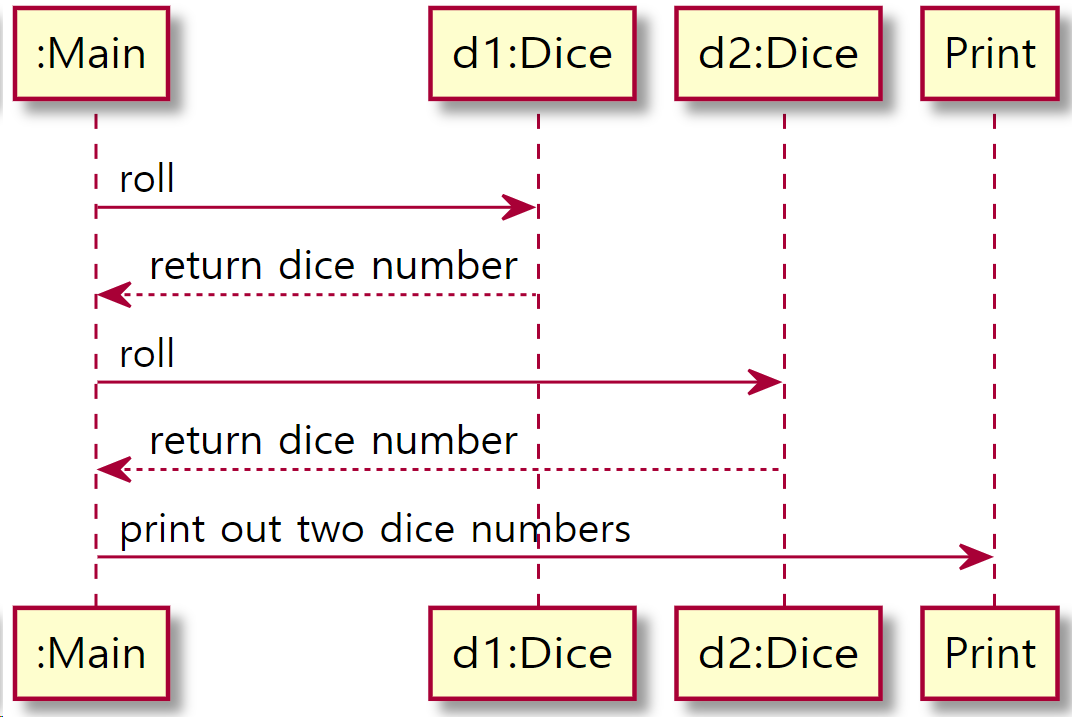 :Main d1:Dice d2:Dice Print
roll
return dice number
roll
return dice number
print out two dice numbers
:Main d1:Dice d2:Dice Print